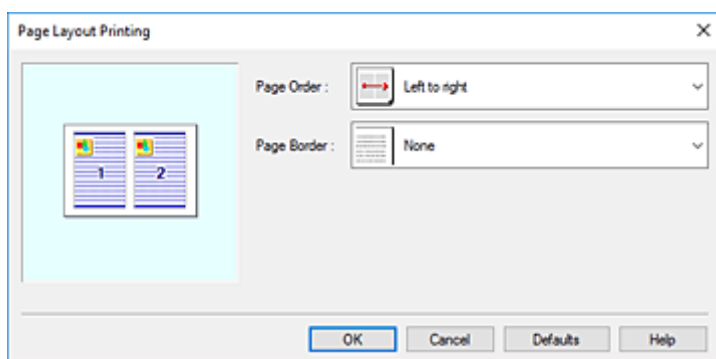 Page Layout Printing
Page Order : Left to right
1 2
Page Border : None
OK Cancel Defaults Help